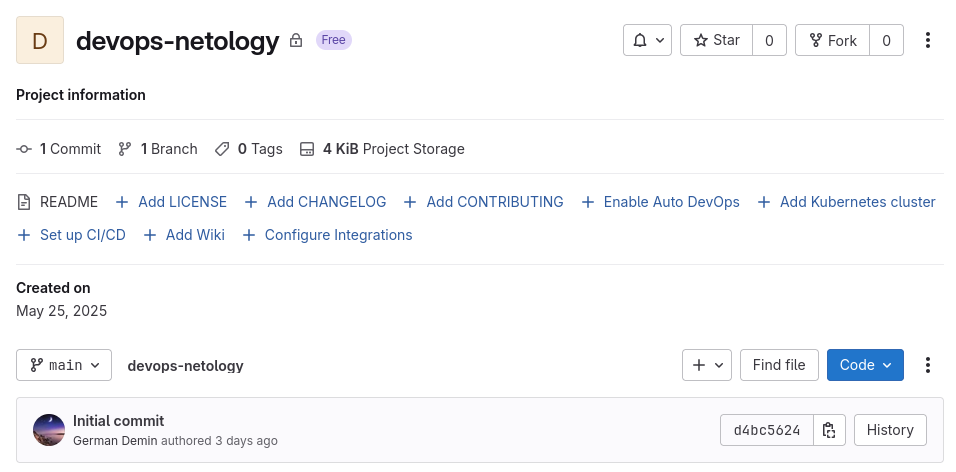 D devops-netology Free Star 0 Fork 0
Project information
1 Commit 1 Branch 0 Tags 4 KiB Project Storage
README Add LICENSE Add CHANGELOG Add CONTRIBUTING Enable Auto DevOps Add Kubernetes cluster
Set up CI/CD Add Wiki Configure Integrations
Created on
May 25, 2025
main devops-netology Find file Code
Initial commit
German Demin authored 3 days ago
d4bc5624 History